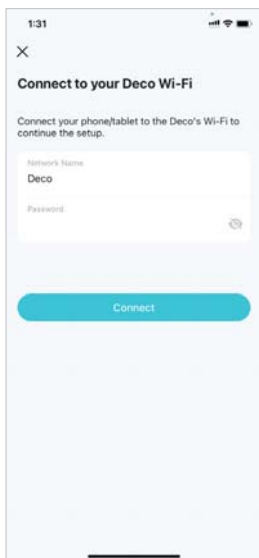 1:31
Connect to your Deco Wi-Fi
Connect your phone/tablet to the Deco's Wi-Fi to
continue the setup.
Network Name
Deco
Password
Connect